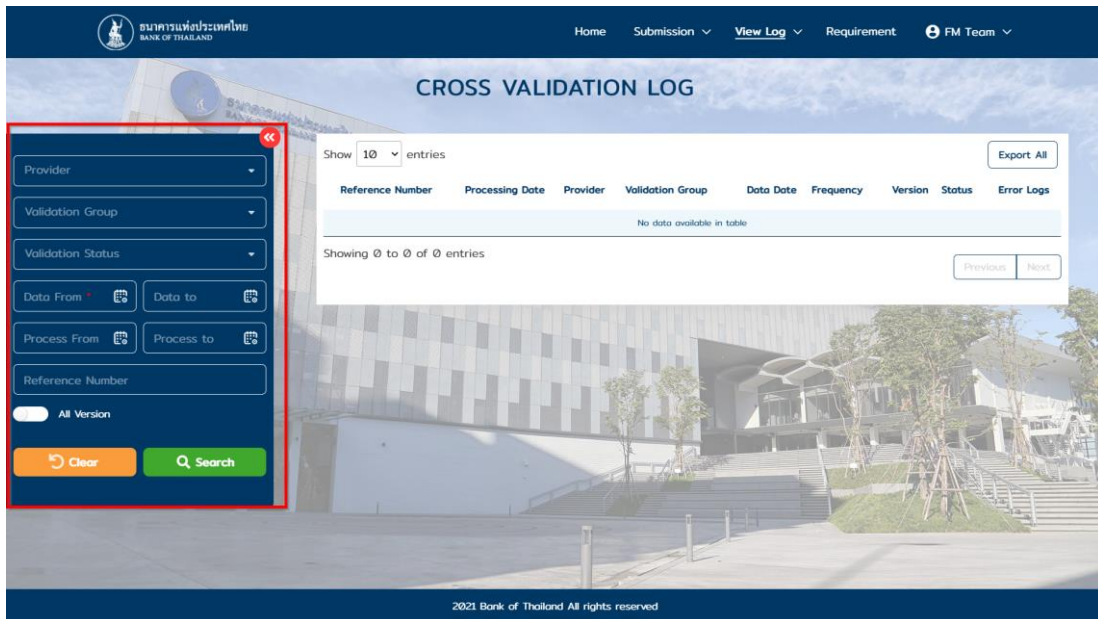 ธนาคารแห่งประเทศไทย
BANK OF THAILAND
Home Submission View Log Requirement FM Team
CROSS VALIDATION LOG
Provider
Validation Group
Validation Status
Data From * Data to
Process From Process to
Reference Number
All Version
Clear Search
Show 10 entries Export All
Reference Number Processing Date Provider Validation Group Data Date Frequency Version Status Error Logs
No data available in table
Showing 0 to 0 of 0 entries
Previous Next
2021 Bank of Thailand All rights reserved